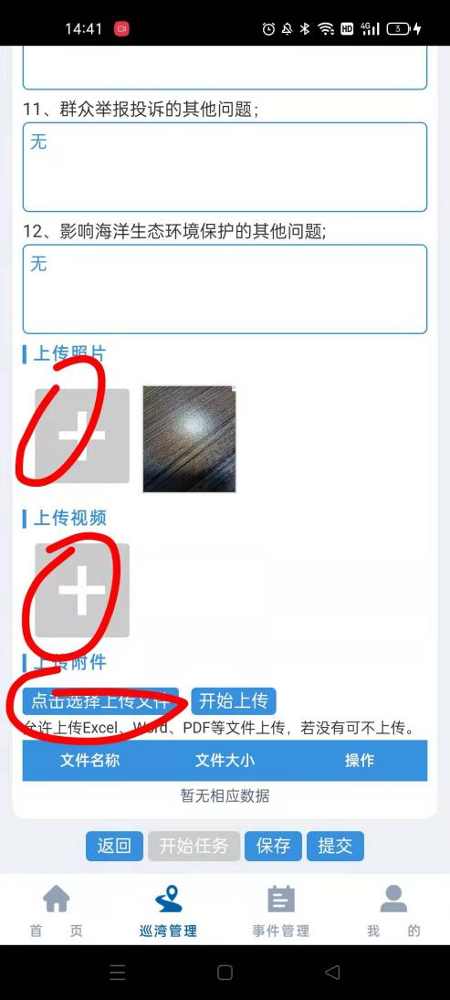 14:41 HD 4G 3
11、群众举报投诉的其他问题；
无
12、影响海洋生态环境保护的其他问题;
无
上传照片
上传视频
上传附件
点击选择上传文件 开始上传
允许上传Excel、Word、PDF等文件上传，若没有可不上传。
文件名称 文件大小 操作
暂无相应数据
返回 开始任务 保存 提交
首 页 巡湾管理 事件管理 我 的